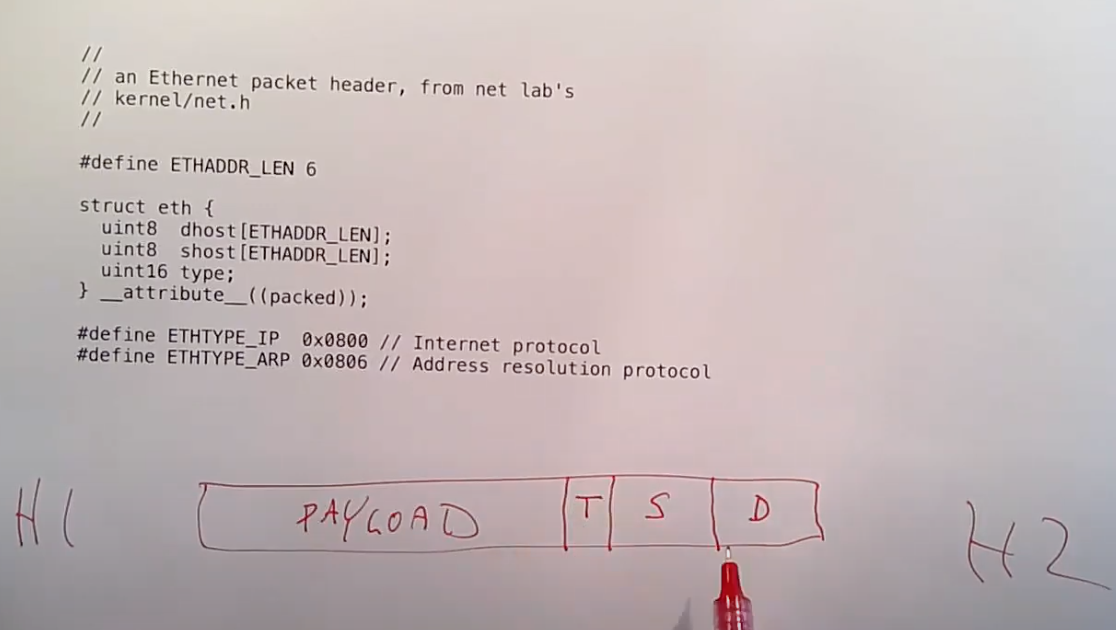 //
// an Ethernet packet header, from net lab's
// kernel/net.h
//
#define ETHADDR_LEN 6
struct eth {
  uint8  dhost[ETHADDR_LEN];
  uint8  shost[ETHADDR_LEN];
  uint16 type;
} __attribute__((packed));
#define ETHTYPE_IP  0x0800 // Internet protocol
#define ETHTYPE_ARP 0x0806 // Address resolution protocol
H1 PAYLOAD T S D H2